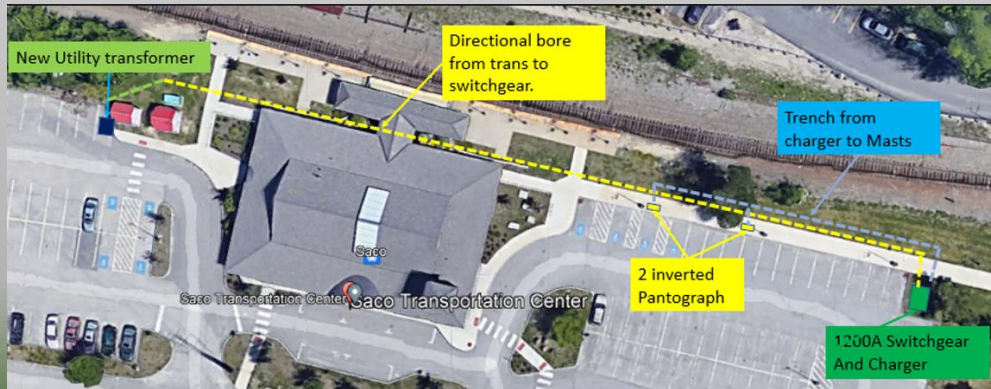 New Utility transformer
Directional bore
from trans to
switchgear.
Trench from
charger to Masts
Saco
Saco Transportation Center
Saco Transportation Center
2 inverted
Pantograph
1200A Switchgear
And Charger